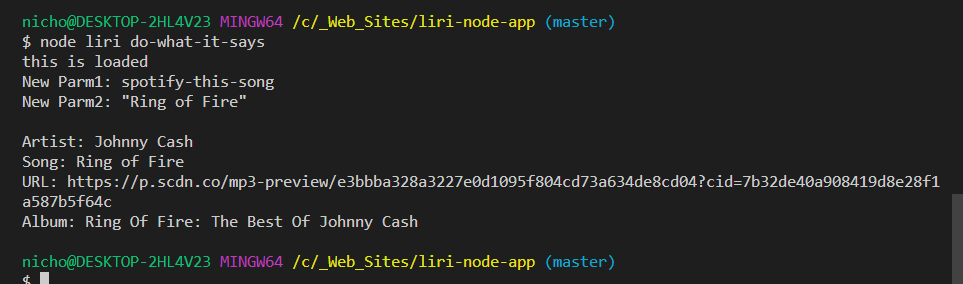 nicho@DESKTOP-2HL4V23 MINGW64 /c/_Web_Sites/liri-node-app (master)
$ node liri do-what-it-says
this is loaded
New Parm1: spotify-this-song
New Parm2: "Ring of Fire"
Artist: Johnny Cash
Song: Ring of Fire
URL: https://p.scdn.co/mp3-preview/e3bbba328a3227e0d1095f804cd73a634de8cd04?cid=7b32de40a908419d8e28f1
a587b5f64c
Album: Ring Of Fire: The Best Of Johnny Cash
nicho@DESKTOP-2HL4V23 MINGW64 /c/_Web_Sites/liri-node-app (master)
$